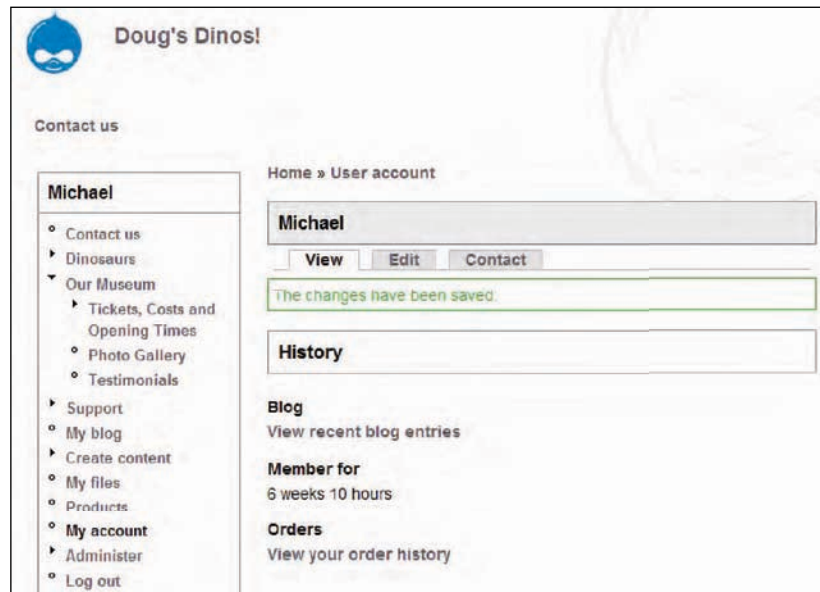 Doug's Dinos!
Contact us
Michael
Contact us
Dinosaurs
Our Museum
Tickets, Costs and
Opening Times
Photo Gallery
Testimonials
Support
My blog
Create content
My files
Products
My account
Administer
Log out
Home » User account
Michael
View Edit Contact
The changes have been saved.
History
Blog
View recent blog entries
Member for
6 weeks 10 hours
Orders
View your order history